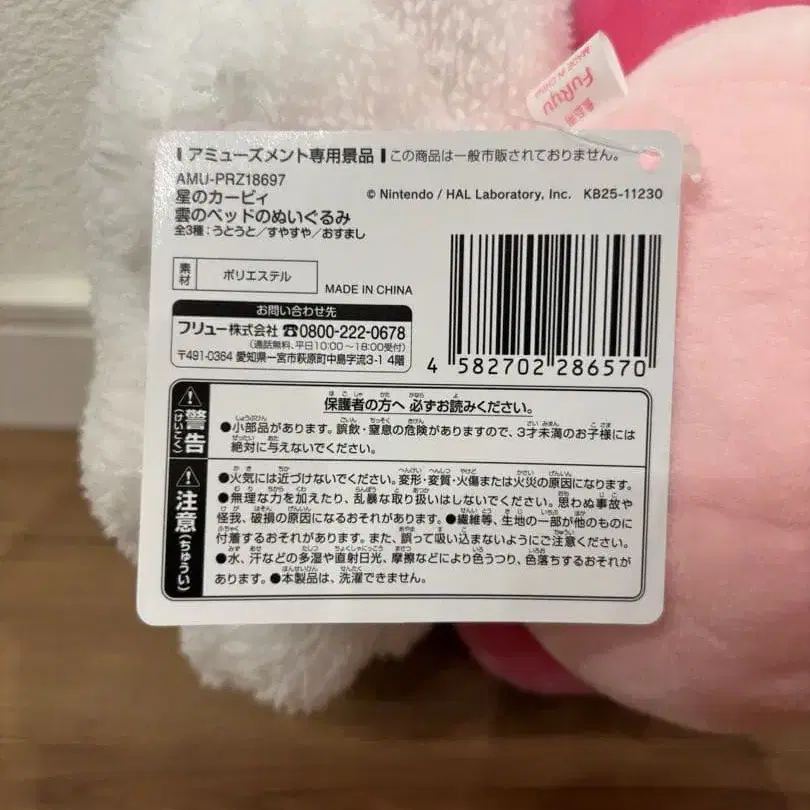 FURYU
MADE IN CHINA
景品用
アミューズメント専用景品 この商品は一般市販されておりません。
AMU-PRZ18697
© Nintendo / HAL Laboratory, Inc. KB25-11230
星のカービィ
雲のベッドのぬいぐるみ
全3種：うとうと／すやすや／おすまし
素材 ポリエステル
MADE IN CHINA
お問い合わせ先
フリュー株式会社 ☎0800-222-0678
(通話無料、平日10:00〜18:00受付)
〒491-0364 愛知県一宮市萩原町中島字流3-1 4階
4 582702 286570
警告(けいこく)
保護者の方へ 必ずお読みください。
●小部品があります。誤飲・窒息の危険がありますので、3才未満のお子様には
絶対に与えないでください。
注意(ちゅうい)
●火気には近づけないでください。変形・変質・火傷または火災の原因になります。
●無理な力を加えたり、乱暴な取り扱いはしないでください。思わぬ事故や
怪我、破損の原因になるおそれがあります。●繊維等、生地の一部が他のものに
付着するおそれがあります。また、誤って吸い込まないようにご注意ください。
●水、汗などの多湿や直射日光、摩擦などにより色うつり、色落ちするおそれが
あります。●本製品は、洗濯できません。